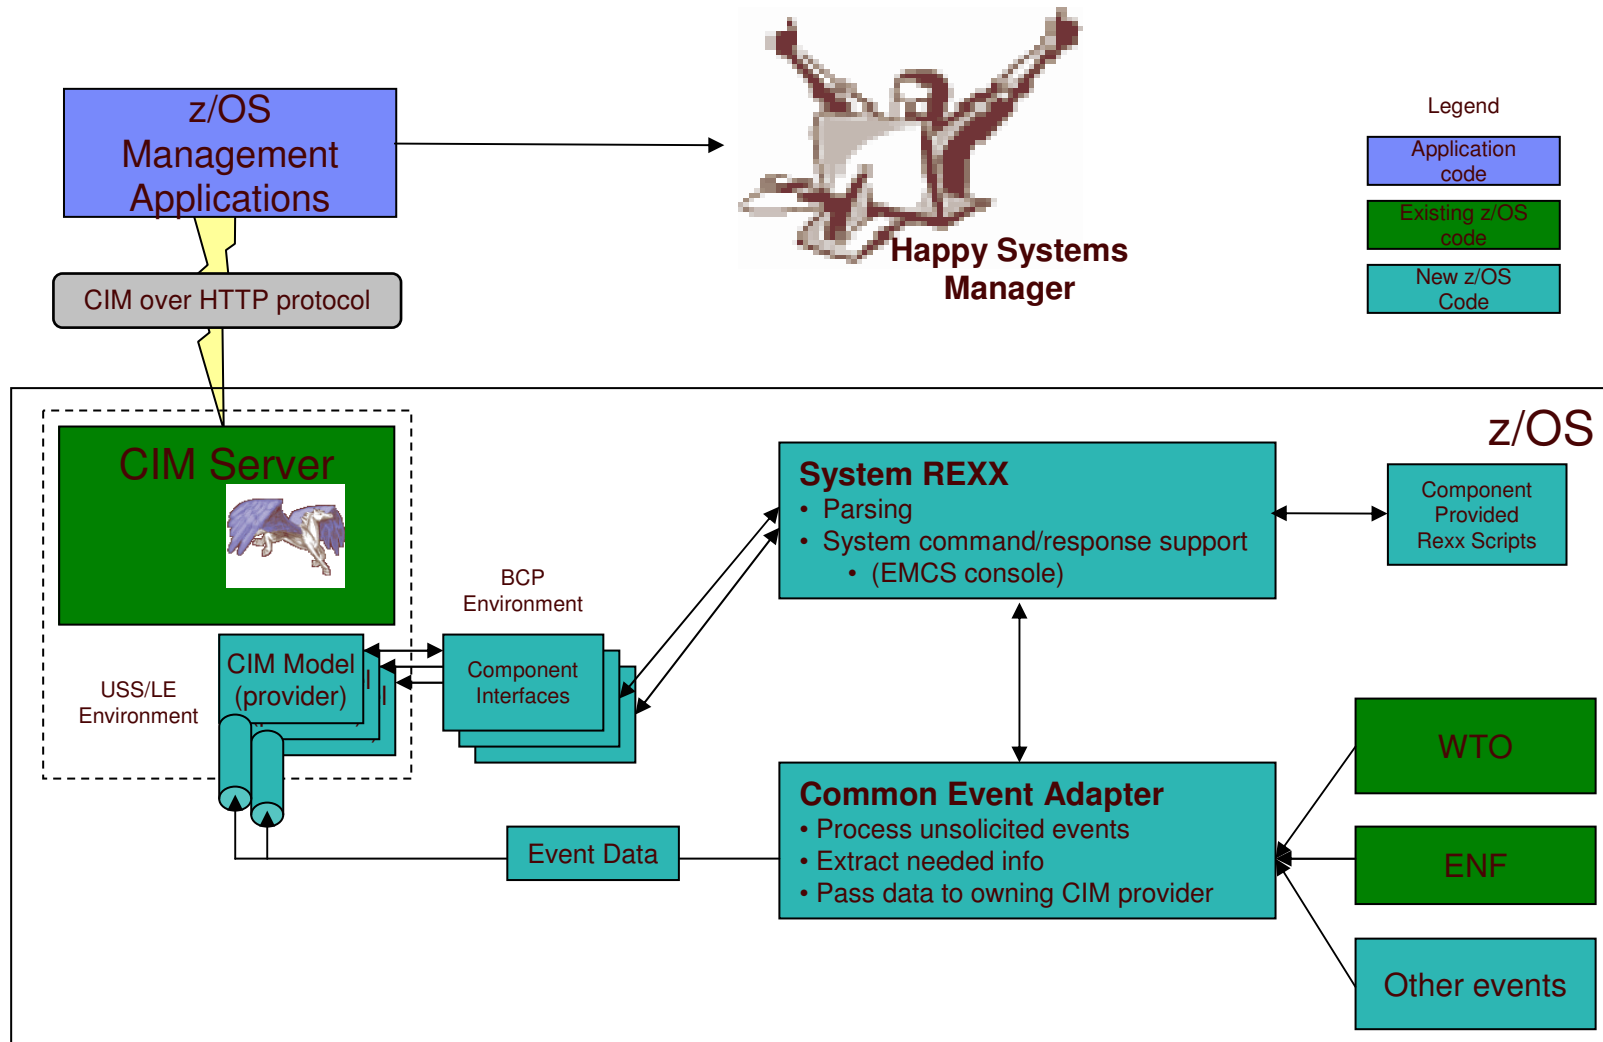 z/OS
Management
Applications
Happy Systems
Manager
Legend
Application
code
Existing z/OS
code
New z/OS
Code
CIM over HTTP protocol
z/OS
CIM Server
System REXX
• Parsing
• System command/response support
• (EMCS console)
Component
Provided
Rexx Scripts
BCP
Environment
CIM Model
(provider)
Component
Interfaces
USS/LE
Environment
Common Event Adapter
• Process unsolicited events
• Extract needed info
• Pass data to owning CIM provider
Event Data
WTO
ENF
Other events